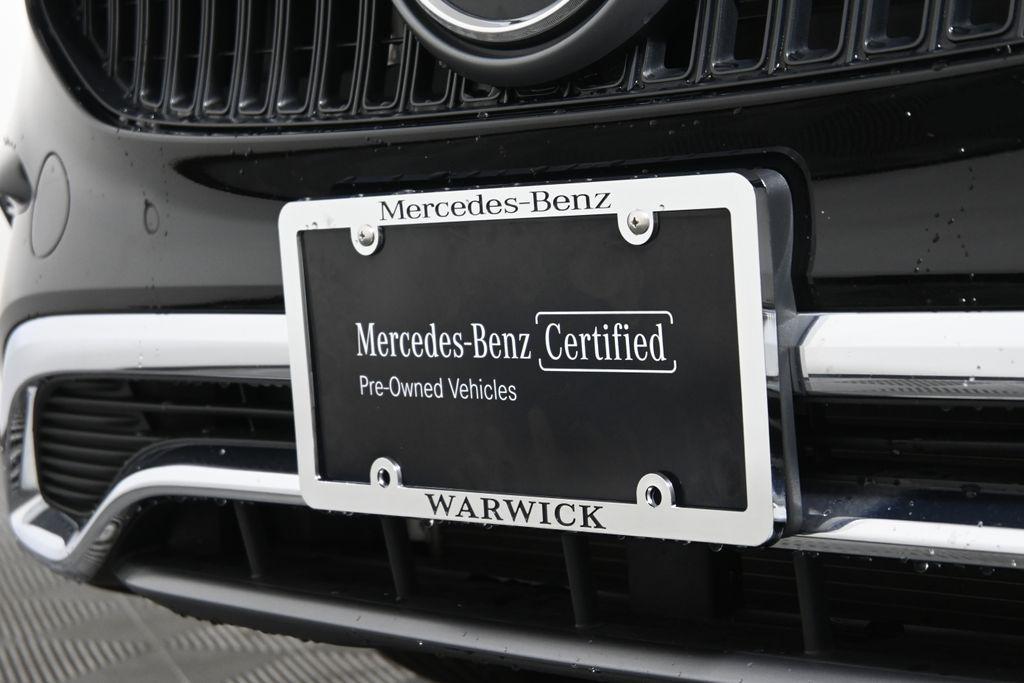 Mercedes-Benz
Mercedes-Benz Certified
Pre-Owned Vehicles
WARWICK